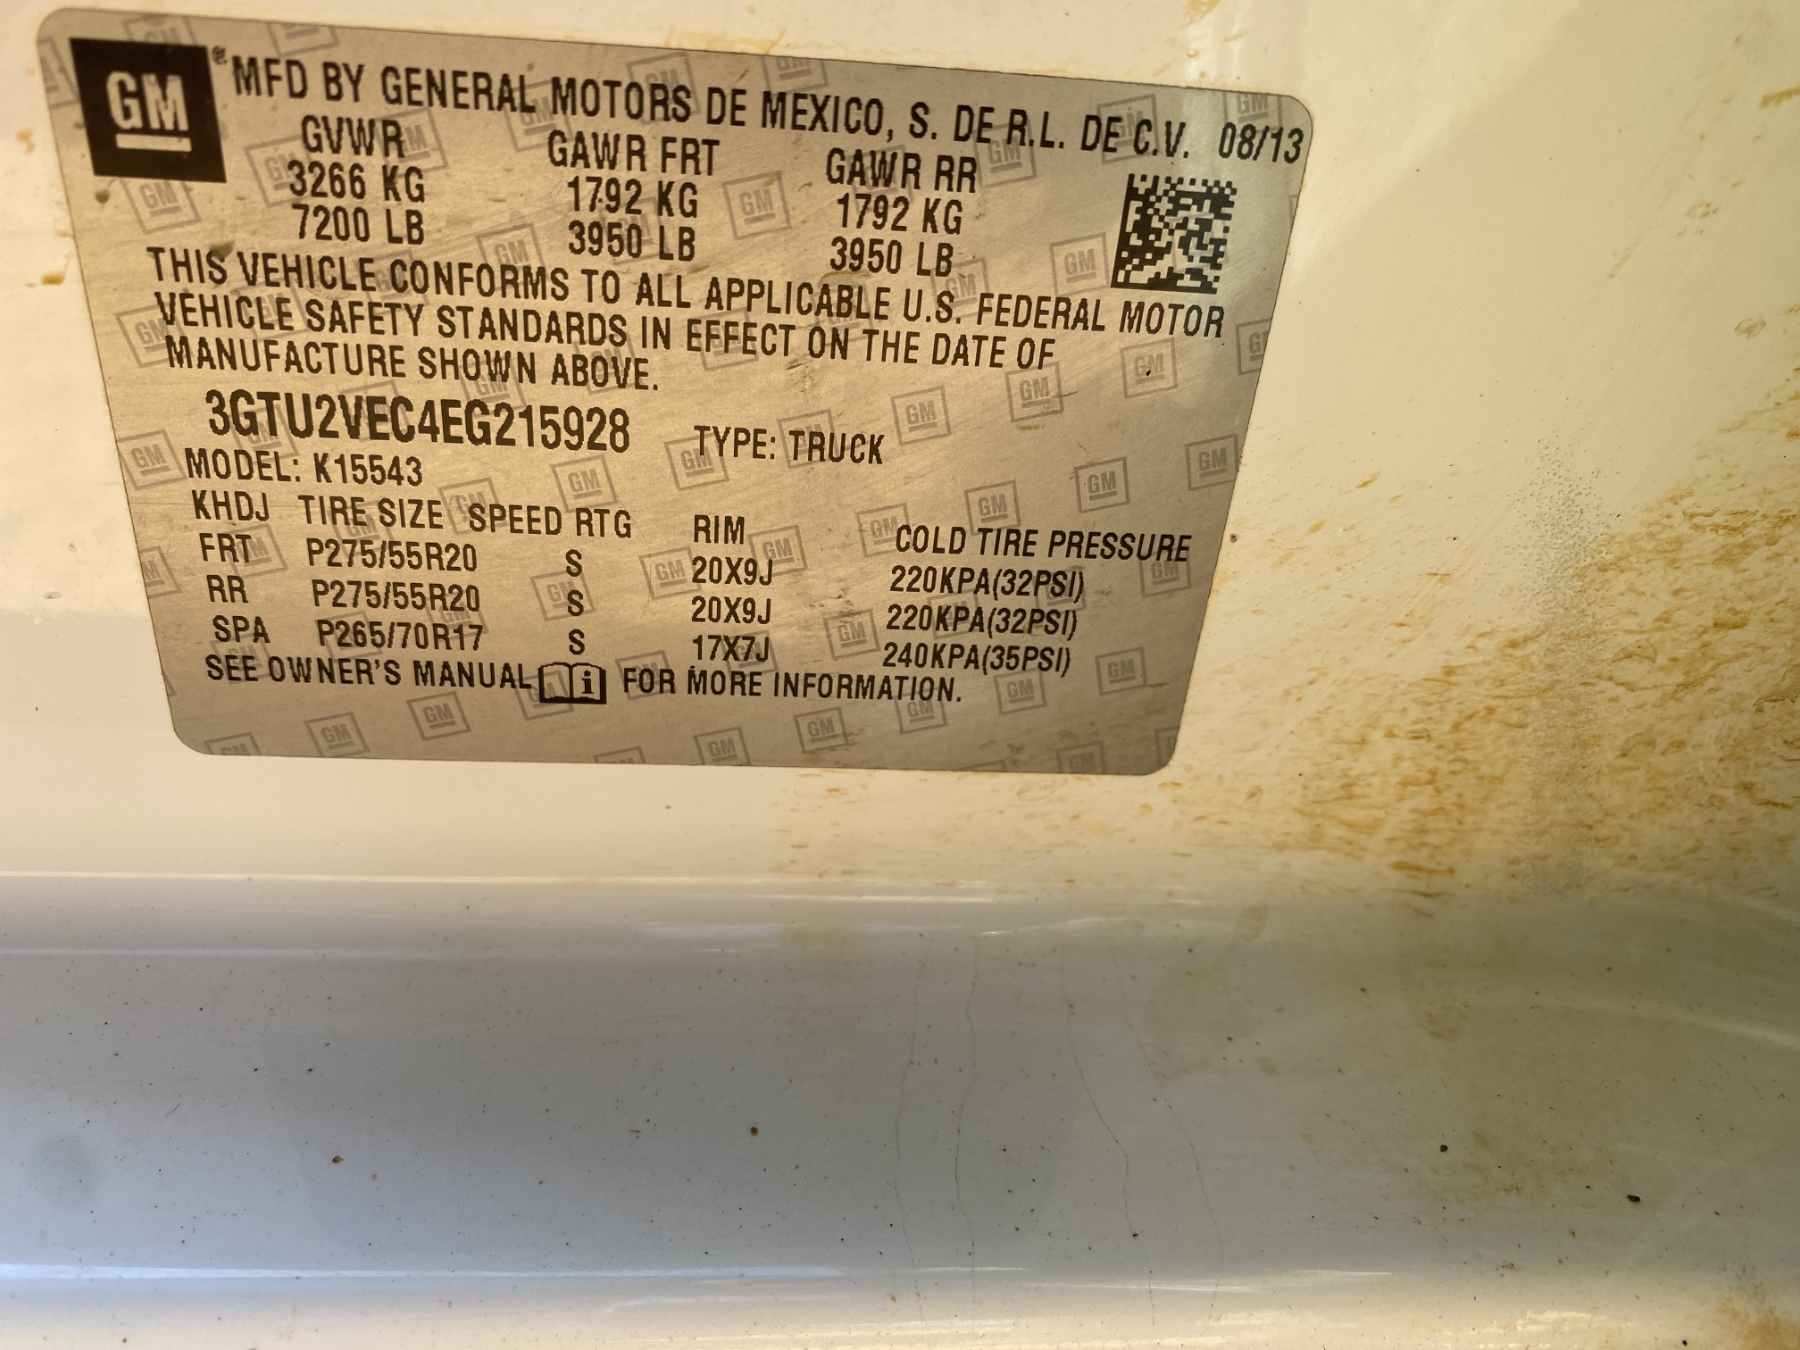 GM® MFD BY GENERAL MOTORS DE MEXICO, S. DE R.L. DE C.V. 08/13
GVWR GAWR FRT GAWR RR
3266 KG 1792 KG 1792 KG
7200 LB 3950 LB 3950 LB
THIS VEHICLE CONFORMS TO ALL APPLICABLE U.S. FEDERAL MOTOR
VEHICLE SAFETY STANDARDS IN EFFECT ON THE DATE OF
MANUFACTURE SHOWN ABOVE.
3GTU2VEC4EG215928 TYPE: TRUCK
MODEL: K15543
KHDJ TIRE SIZE SPEED RTG RIM COLD TIRE PRESSURE
FRT P275/55R20 S 20X9J 220KPA(32PSI)
RR P275/55R20 S 20X9J 220KPA(32PSI)
SPA P265/70R17 S 17X7J 240KPA(35PSI)
SEE OWNER'S MANUAL i FOR MORE INFORMATION.